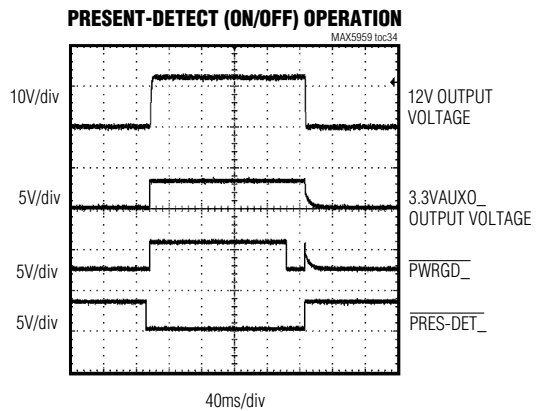 PRESENT-DETECT (ON/OFF) OPERATION
MAX5959 toc34
10V/div
12V OUTPUT
VOLTAGE
5V/div
3.3VAUXO_
OUTPUT VOLTAGE
5V/div
PWRGD_
5V/div
PRES-DET_
40ms/div